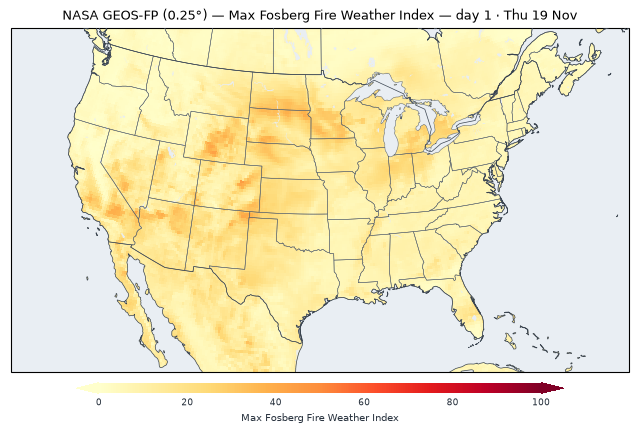 NASA GEOS-FP (0.25°) — Max Fosberg Fire Weather Index — day 1 · Thu 19 Nov
0 20 40 60 80 100
Max Fosberg Fire Weather Index